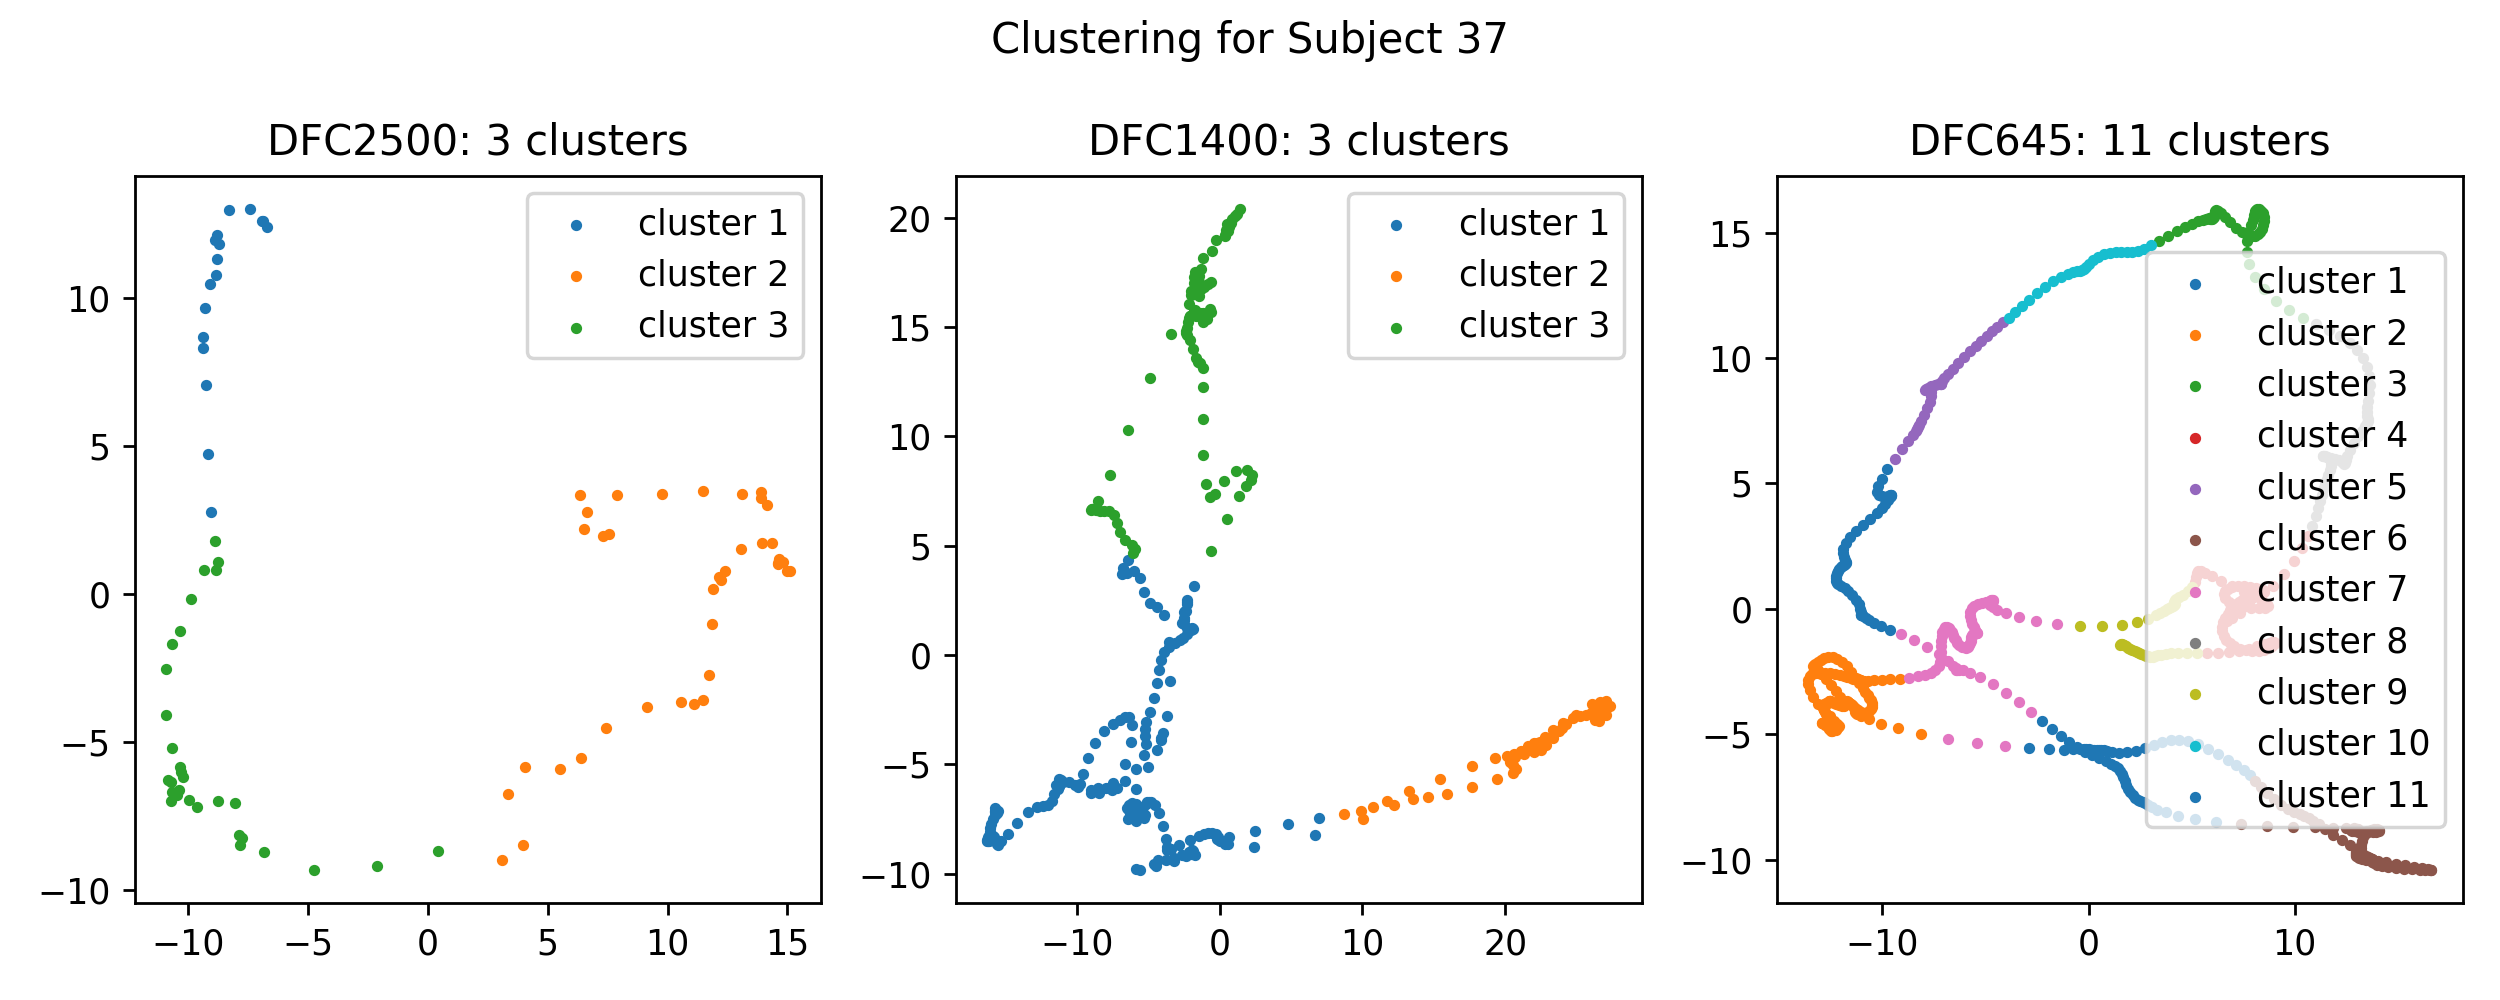 Clustering for Subject 37
DFC2500: 3 clusters
cluster 1
cluster 2
cluster 3
10
5
0
−5
−10
−10 −5 0 5 10 15
DFC1400: 3 clusters
cluster 1
cluster 2
cluster 3
20
15
10
5
0
−5
−10
−10 0 10 20
DFC645: 11 clusters
cluster 1
cluster 2
cluster 3
cluster 4
cluster 5
cluster 6
cluster 7
cluster 8
cluster 9
cluster 10
cluster 11
15
10
5
0
−5
−10
−10 0 10